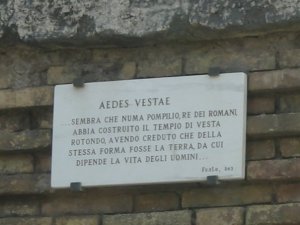 AEDES VESTAE
...SEMBRA CHE NUMA POMPILIO, RE DEI ROMANI,
ABBIA COSTRUITO IL TEMPIO DI VESTA
ROTONDO, AVENDO CREDUTO CHE DELLA
STESSA FORMA FOSSE LA TERRA, DA CUI
DIPENDE LA VITA DEGLI UOMINI...